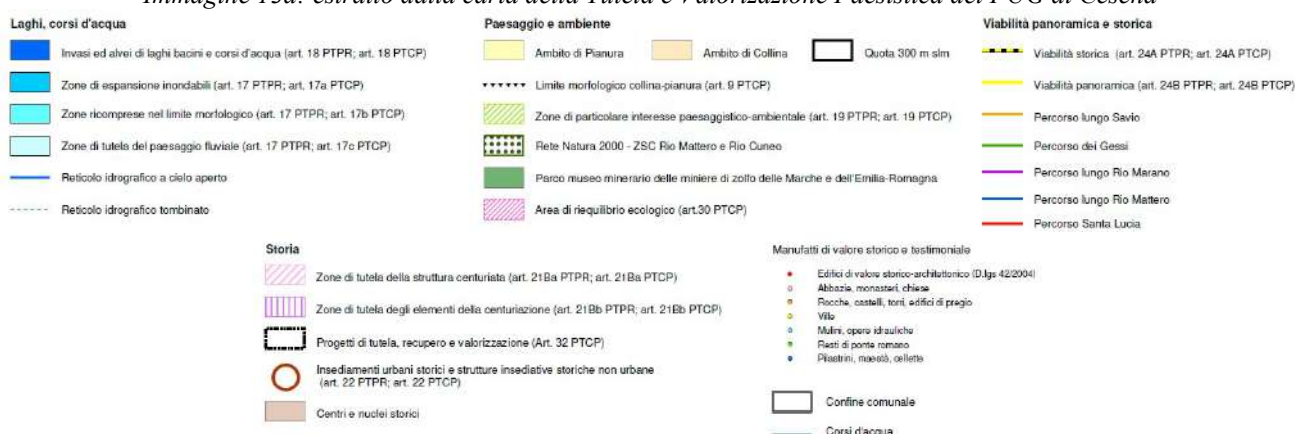 Immagine 13a: estratto dalla carta della Tutela e Valorizzazione Paesistica del PUG di Cesena
Laghi, corsi d'acqua
Invasi ed alvei di laghi bacini e corsi d'acqua (art. 18 PTPR; art. 18 PTCP)
Zone di espansione inondabili (art. 17 PTPR; art. 17a PTCP)
Zone ricomprese nel limite morfologico (art. 17 PTPR; art. 17b PTCP)
Zone di tutela del paesaggio fluviale (art. 17 PTPR; art. 17c PTCP)
Reticolo idrografico a cielo aperto
Reticolo idrografico tombinato
Paesaggio e ambiente
Ambito di Pianura
Ambito di Collina
Quota 300 m slm
Limite morfologico collina-pianura (art. 9 PTCP)
Zone di particolare interesse paesaggistico-ambientale (art. 19 PTPR; art. 19 PTCP)
Rete Natura 2000 - ZSC Rio Mattero e Rio Cuneo
Parco museo minerario delle miniere di zolfo delle Marche e dell'Emilia-Romagna
Area di riequilibrio ecologico (art.30 PTCP)
Viabilità panoramica e storica
Viabilità storica (art. 24A PTPR; art. 24A PTCP)
Viabilità panoramica (art. 24B PTPR; art. 24B PTCP)
Percorso lungo Savio
Percorso dei Gessi
Percorso lungo Rio Marano
Percorso lungo Rio Mattero
Percorso Santa Lucia
Storia
Zone di tutela della struttura centuriata (art. 21Ba PTPR; art. 21Ba PTCP)
Zone di tutela degli elementi della centuriazione (art. 21Bb PTPR; art. 21Bb PTCP)
Progetti di tutela, recupero e valorizzazione (Art. 32 PTCP)
Insediamenti urbani storici e strutture insediative storiche non urbane
(art. 22 PTPR; art. 22 PTCP)
Centri e nuclei storici
Manufatti di valore storico e testimoniale
Edifici di valore storico-architettonico (D.lgs 42/2004)
Abbazie, monasteri, chiese
Rocche, castelli, torri, edifici di pregio
Ville
Mulini, opere idrauliche
Resti di ponte romano
Pilastrini, maestà, cellette
Confine comunale
Corsi d'acqua